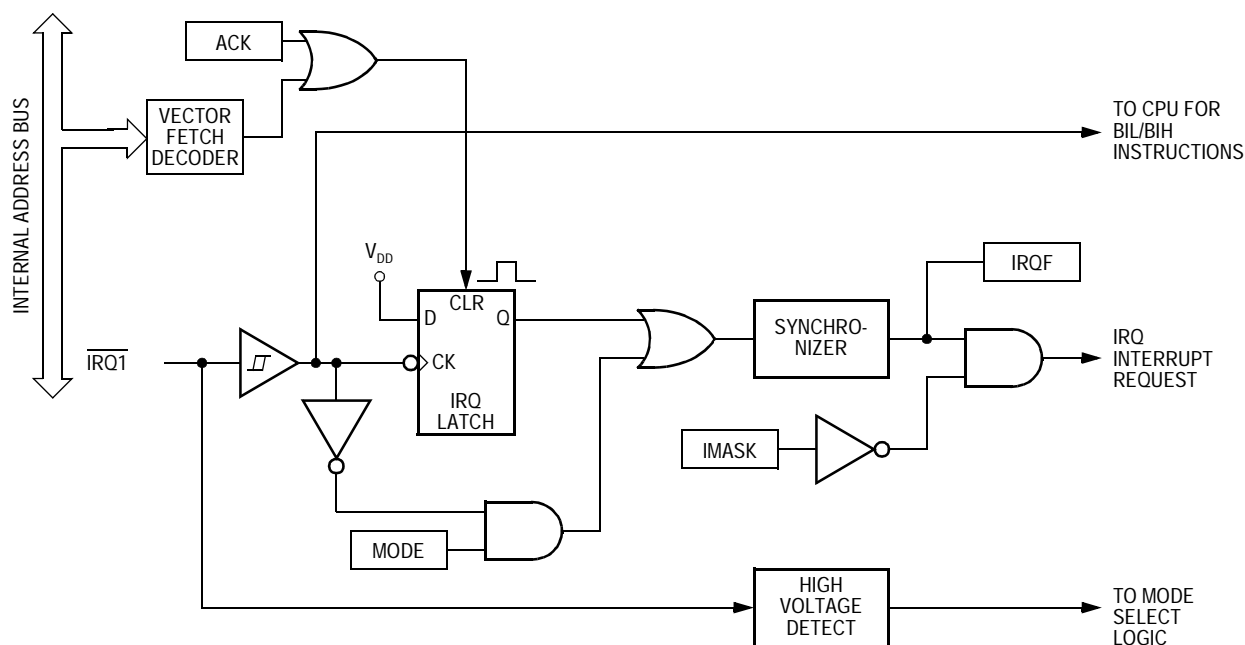 INTERNAL ADDRESS BUS
ACK
VECTOR
FETCH
DECODER
TO CPU FOR
BIL/BIH
INSTRUCTIONS
VDD
CLR
D
Q
CK
IRQ
LATCH
IRQ1
SYNCHRO-
NIZER
IRQF
IRQ
INTERRUPT
REQUEST
IMASK
MODE
HIGH
VOLTAGE
DETECT
TO MODE
SELECT
LOGIC